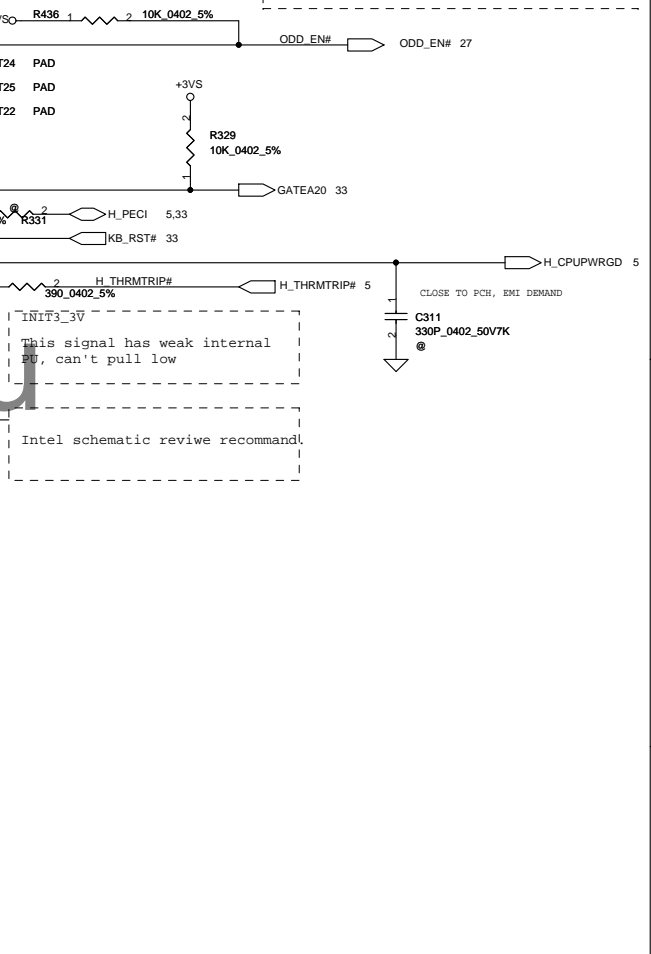 VS R436 1 2 10K_0402_5%
ODD_EN# ODD_EN# 27
T24 PAD
T25 PAD
T22 PAD
+3VS
2
R329
10K_0402_5%
1
GATEA20 33
@ 2 H_PECI 5,33
% R331
KB_RST# 33
H_CPUPWRGD 5
2 H_THRMTRIP# H_THRMTRIP# 5
390_0402_5%
CLOSE TO PCH, EMI DEMAND
1
C311
330P_0402_50V7K
2
@
INIT3_3V
This signal has weak internal
PU, can't pull low
u
Intel schematic reviwe recommand.